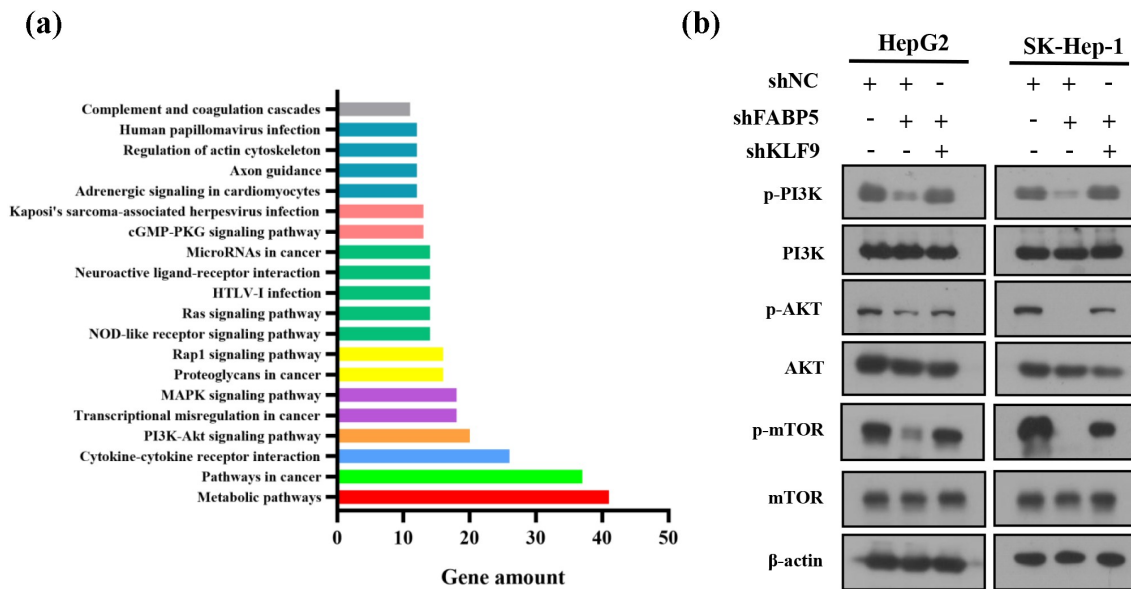 (a)
Complement and coagulation cascades
Human papillomavirus infection
Regulation of actin cytoskeleton
Axon guidance
Adrenergic signaling in cardiomyocytes
Kaposi's sarcoma-associated herpesvirus infection
cGMP-PKG signaling pathway
MicroRNAs in cancer
Neuroactive ligand-receptor interaction
HTLV-I infection
Ras signaling pathway
NOD-like receptor signaling pathway
Rap1 signaling pathway
Proteoglycans in cancer
MAPK signaling pathway
Transcriptional misregulation in cancer
PI3K-Akt signaling pathway
Cytokine-cytokine receptor interaction
Pathways in cancer
Metabolic pathways
0 10 20 30 40 50
Gene amount
(b)
HepG2 SK-Hep-1
shNC + + - + + -
shFABP5 - + + - + +
shKLF9 - - + - - +
p-PI3K
PI3K
p-AKT
AKT
p-mTOR
mTOR
β-actin